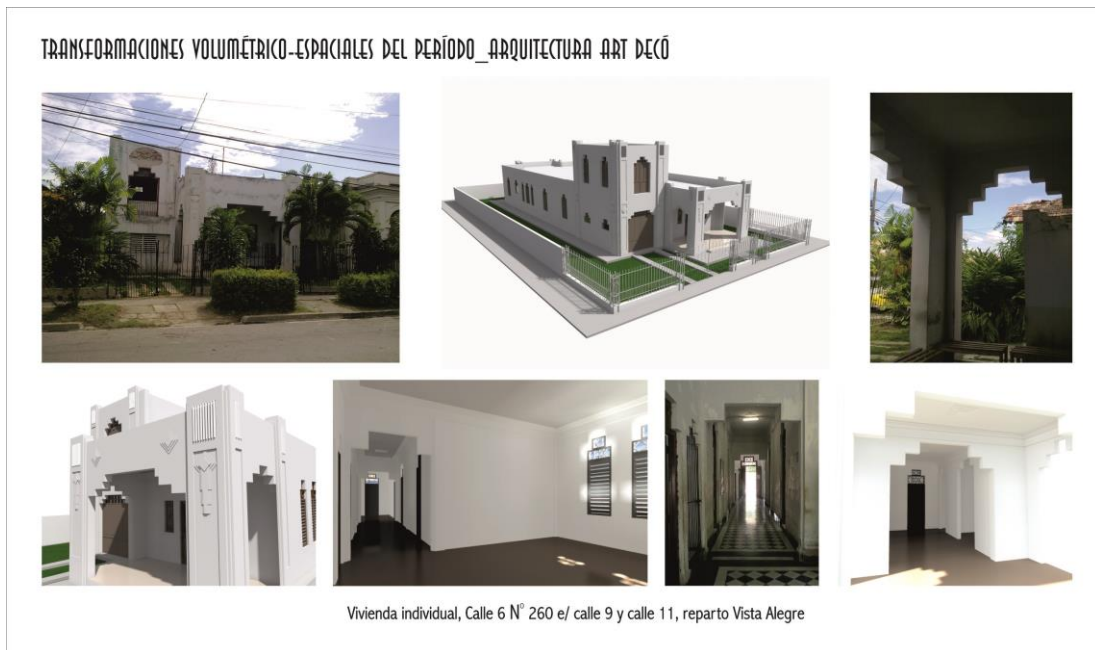 TRANSFORMACIONES VOLUMÉTRICO-ESPACIALES DEL PERÍODO_ARQUITECTURA ART DECÓ
Vivienda individual, Calle 6 N° 260 e/ calle 9 y calle 11, reparto Vista Alegre